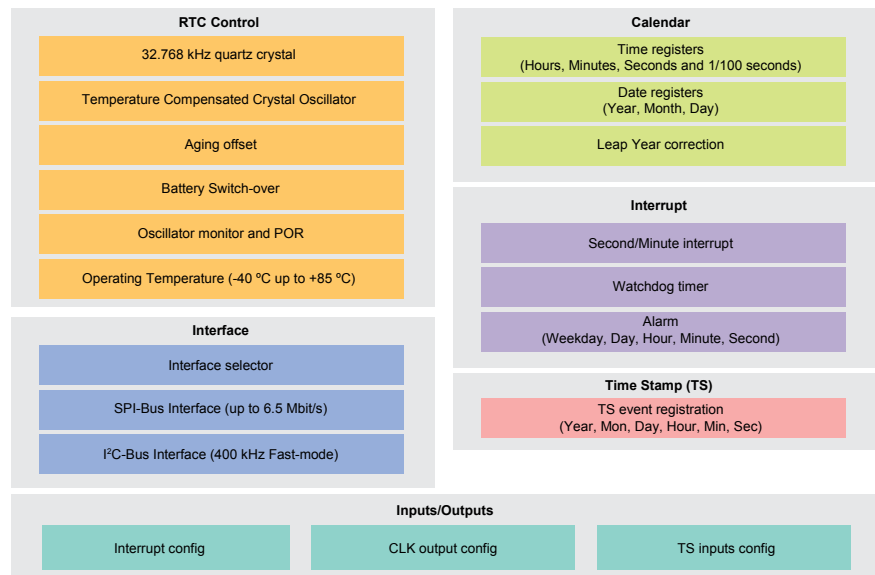 RTC Control
32.768 kHz quartz crystal
Temperature Compensated Crystal Oscillator
Aging offset
Battery Switch-over
Oscillator monitor and POR
Operating Temperature (-40 ºC up to +85 ºC)
Interface
Interface selector
SPI-Bus Interface (up to 6.5 Mbit/s)
I²C-Bus Interface (400 kHz Fast-mode)
Calendar
Time registers
(Hours, Minutes, Seconds and 1/100 seconds)
Date registers
(Year, Month, Day)
Leap Year correction
Interrupt
Second/Minute interrupt
Watchdog timer
Alarm
(Weekday, Day, Hour, Minute, Second)
Time Stamp (TS)
TS event registration
(Year, Mon, Day, Hour, Min, Sec)
Inputs/Outputs
Interrupt config
CLK output config
TS inputs config